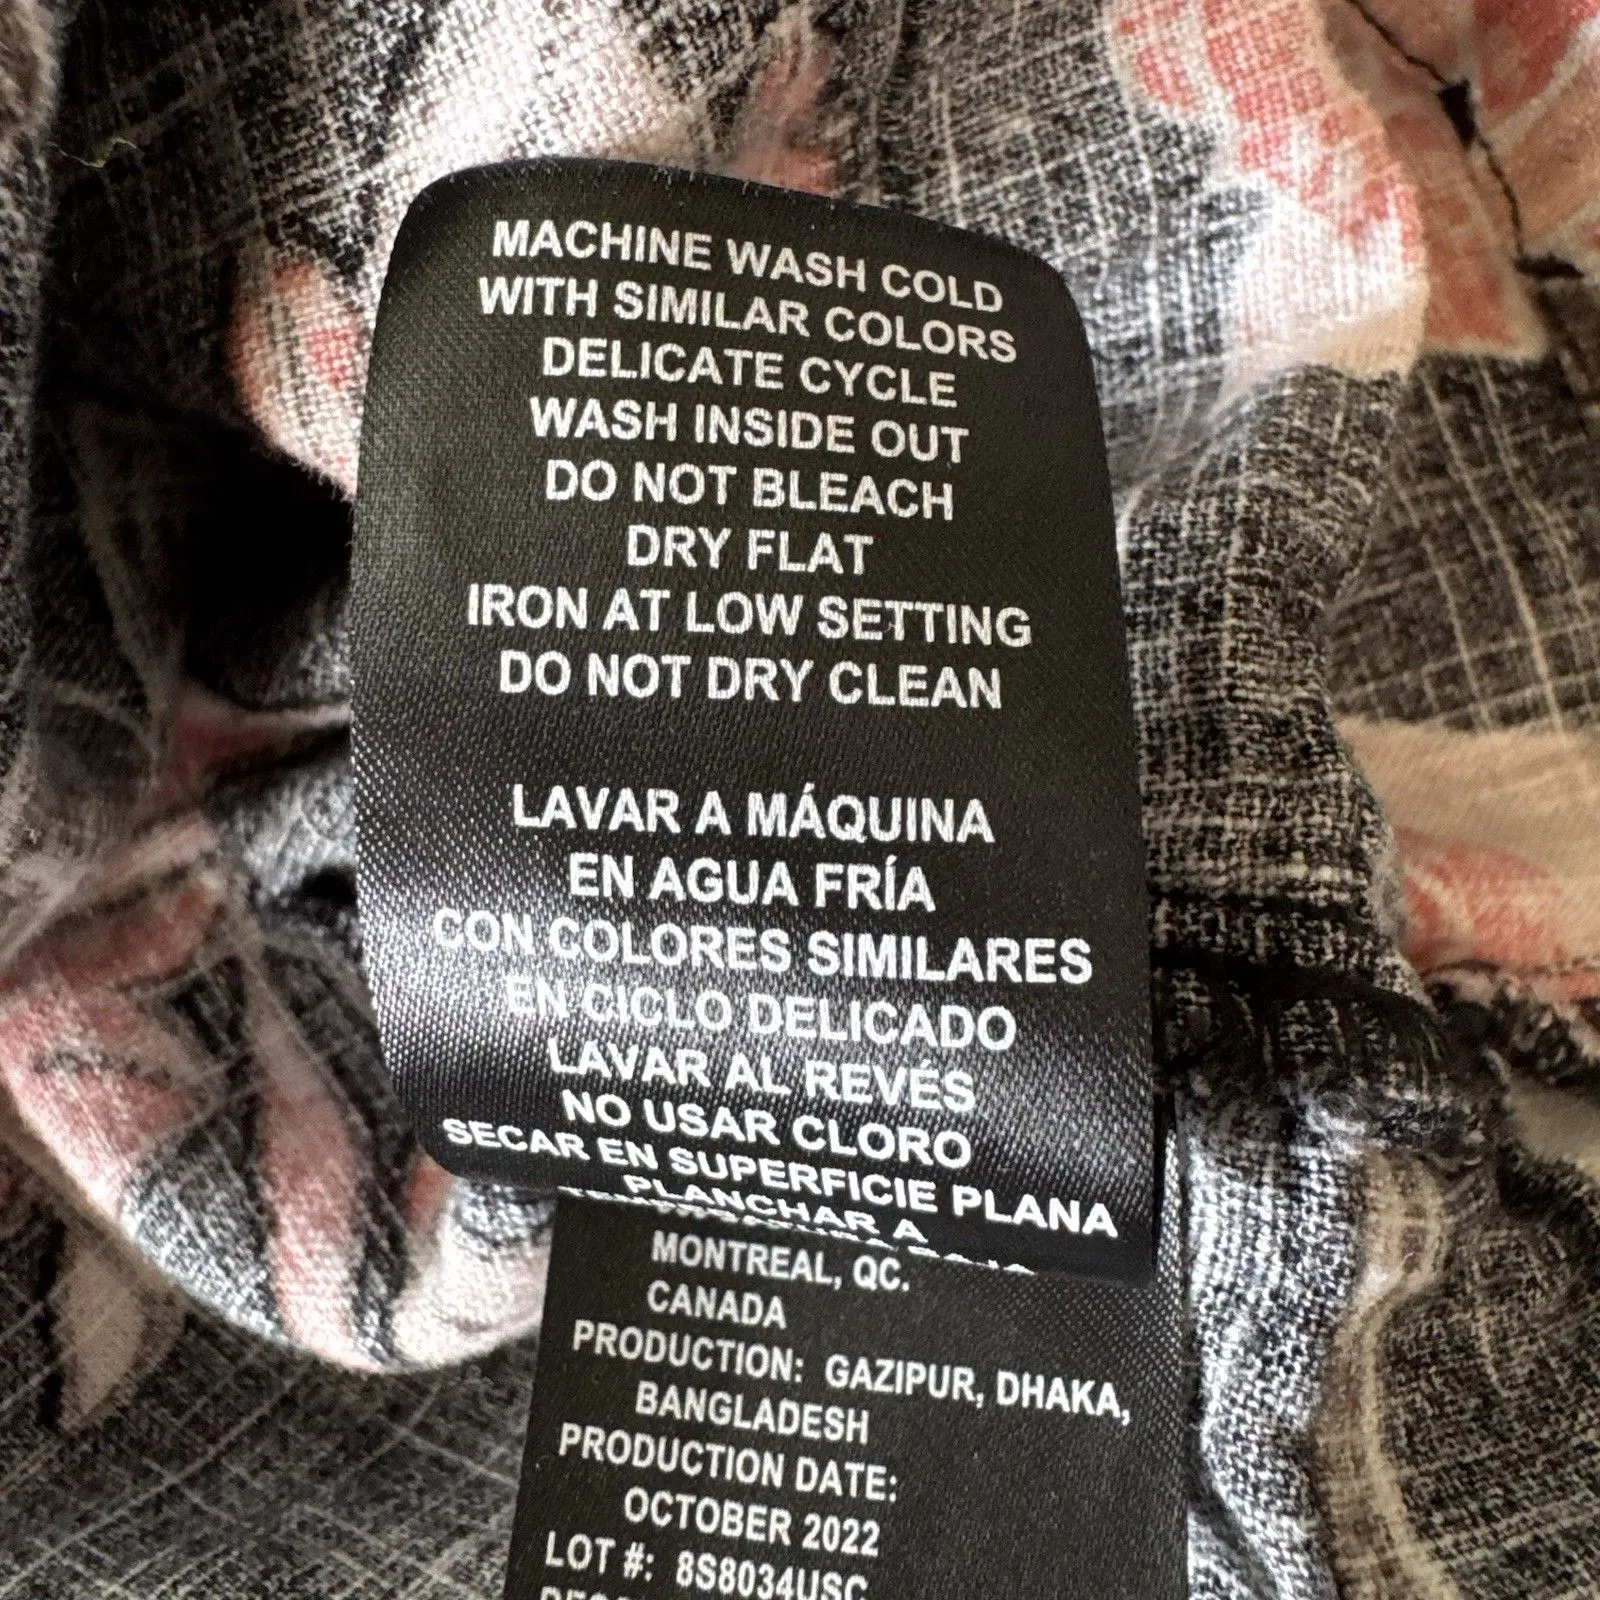 MACHINE WASH COLD
WITH SIMILAR COLORS
DELICATE CYCLE
WASH INSIDE OUT
DO NOT BLEACH
DRY FLAT
IRON AT LOW SETTING
DO NOT DRY CLEAN
LAVAR A MÁQUINA
EN AGUA FRÍA
CON COLORES SIMILARES
EN CICLO DELICADO
LAVAR AL REVÉS
NO USAR CLORO
SECAR EN SUPERFICIE PLANA
PLANCHAR A
MONTREAL, QC.
CANADA
PRODUCTION: GAZIPUR, DHAKA,
BANGLADESH
PRODUCTION DATE:
OCTOBER 2022
LOT #: 8S8034USC